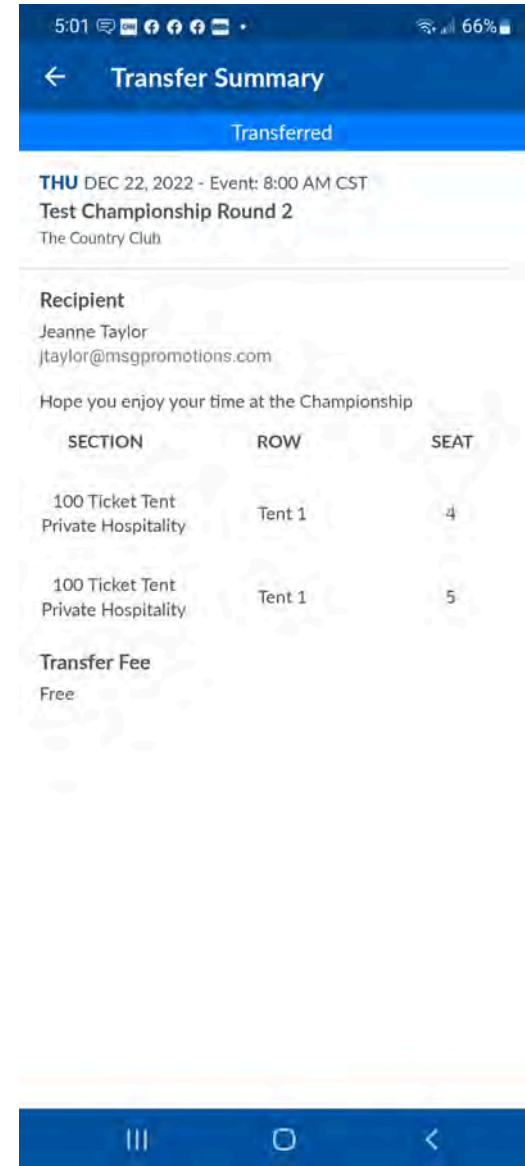 5:01 66%
Transfer Summary
Transferred
THU DEC 22, 2022 - Event: 8:00 AM CST
Test Championship Round 2
The Country Club
Recipient
Jeanne Taylor
jtaylor@msgpromotions.com
Hope you enjoy your time at the Championship
SECTION ROW SEAT
100 Ticket Tent
Private Hospitality Tent 1 4
100 Ticket Tent
Private Hospitality Tent 1 5
Transfer Fee
Free